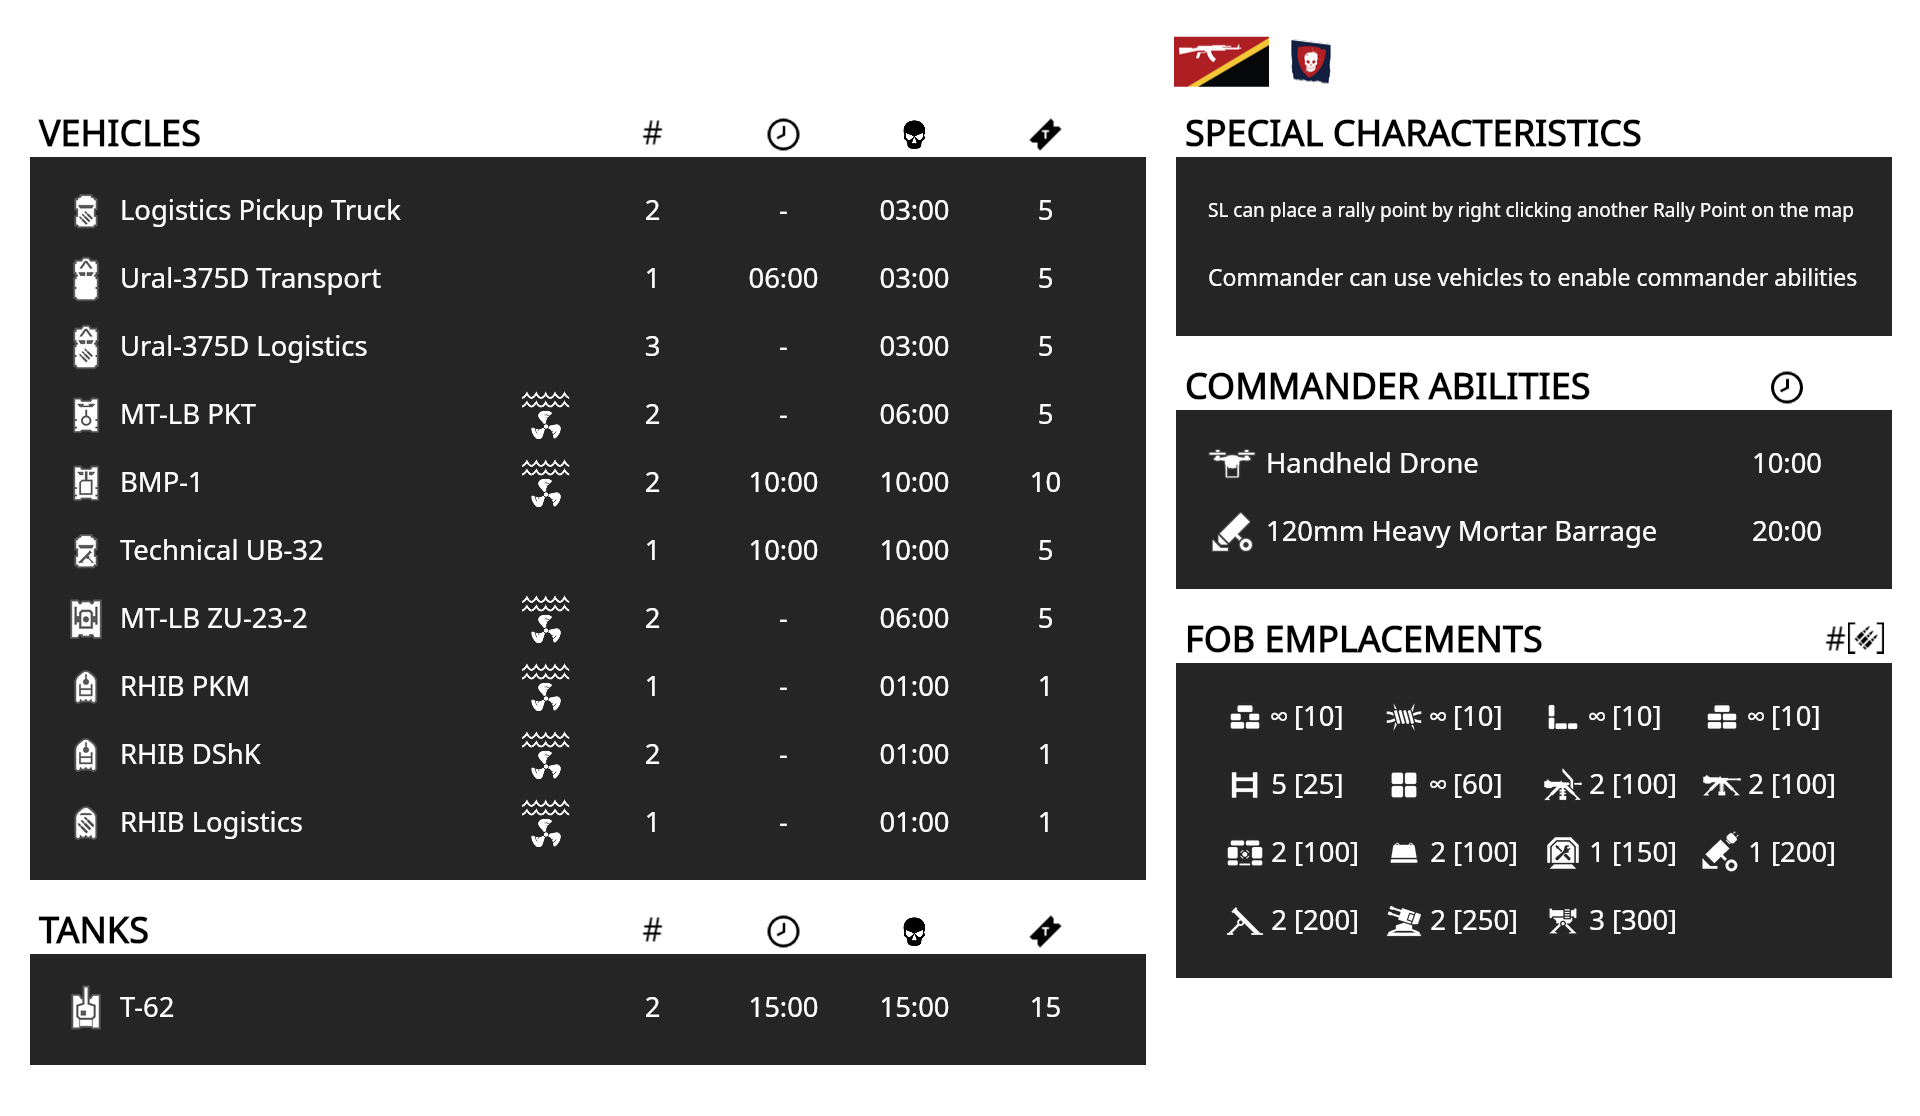 VEHICLES #
Logistics Pickup Truck 2 - 03:00 5
Ural-375D Transport 1 06:00 03:00 5
Ural-375D Logistics 3 - 03:00 5
MT-LB PKT 2 - 06:00 5
BMP-1 2 10:00 10:00 10
Technical UB-32 1 10:00 10:00 5
MT-LB ZU-23-2 2 - 06:00 5
RHIB PKM 1 - 01:00 1
RHIB DShK 2 - 01:00 1
RHIB Logistics 1 - 01:00 1
TANKS #
T-62 2 15:00 15:00 15
SPECIAL CHARACTERISTICS
SL can place a rally point by right clicking another Rally Point on the map
Commander can use vehicles to enable commander abilities
COMMANDER ABILITIES
Handheld Drone 10:00
120mm Heavy Mortar Barrage 20:00
FOB EMPLACEMENTS #[ ]
∞ [10] ∞ [10] ∞ [10] ∞ [10]
5 [25] ∞ [60] 2 [100] 2 [100]
2 [100] 2 [100] 1 [150] 1 [200]
2 [200] 2 [250] 3 [300]